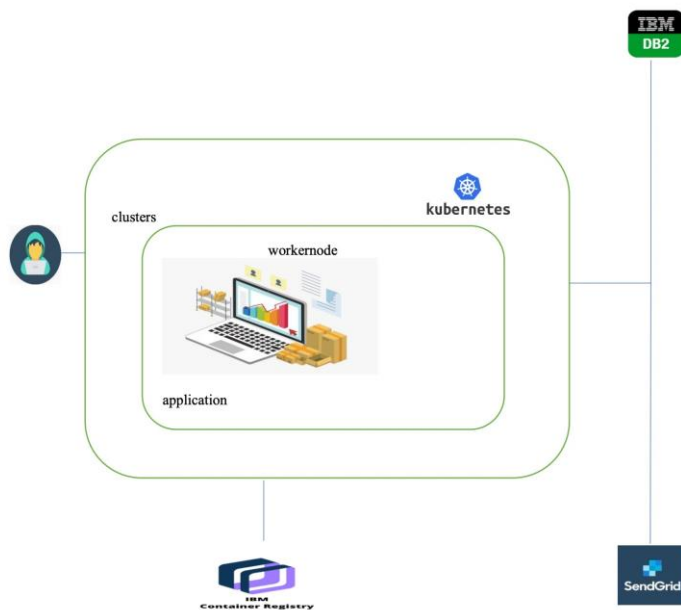 IBM
DB2
kubernetes
clusters
workernode
application
IBM
Container Registry
SendGrid